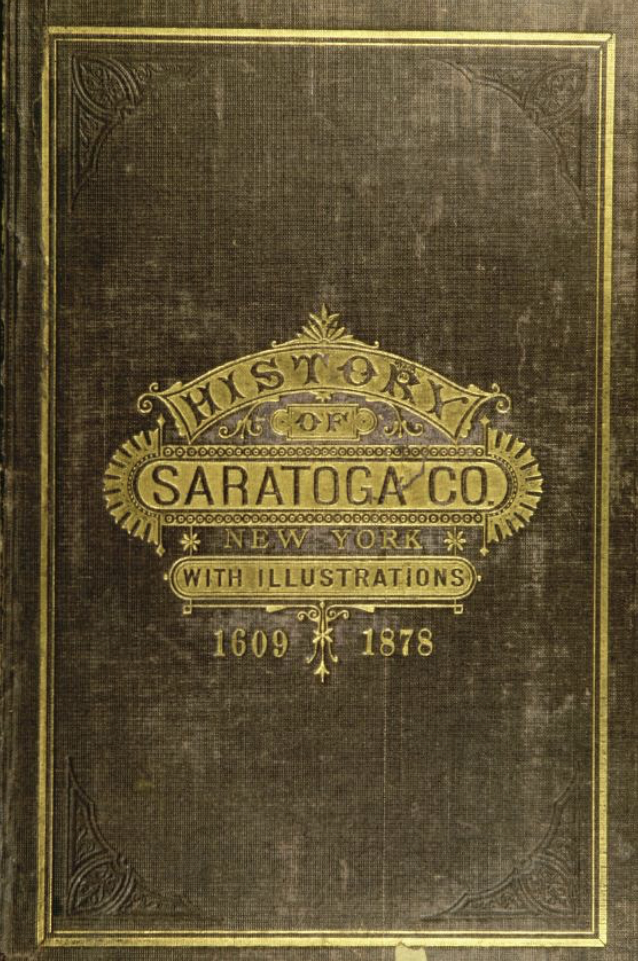 HISTORY
OF
SARATOGA CO.
NEW YORK
WITH ILLUSTRATIONS
1609 1878